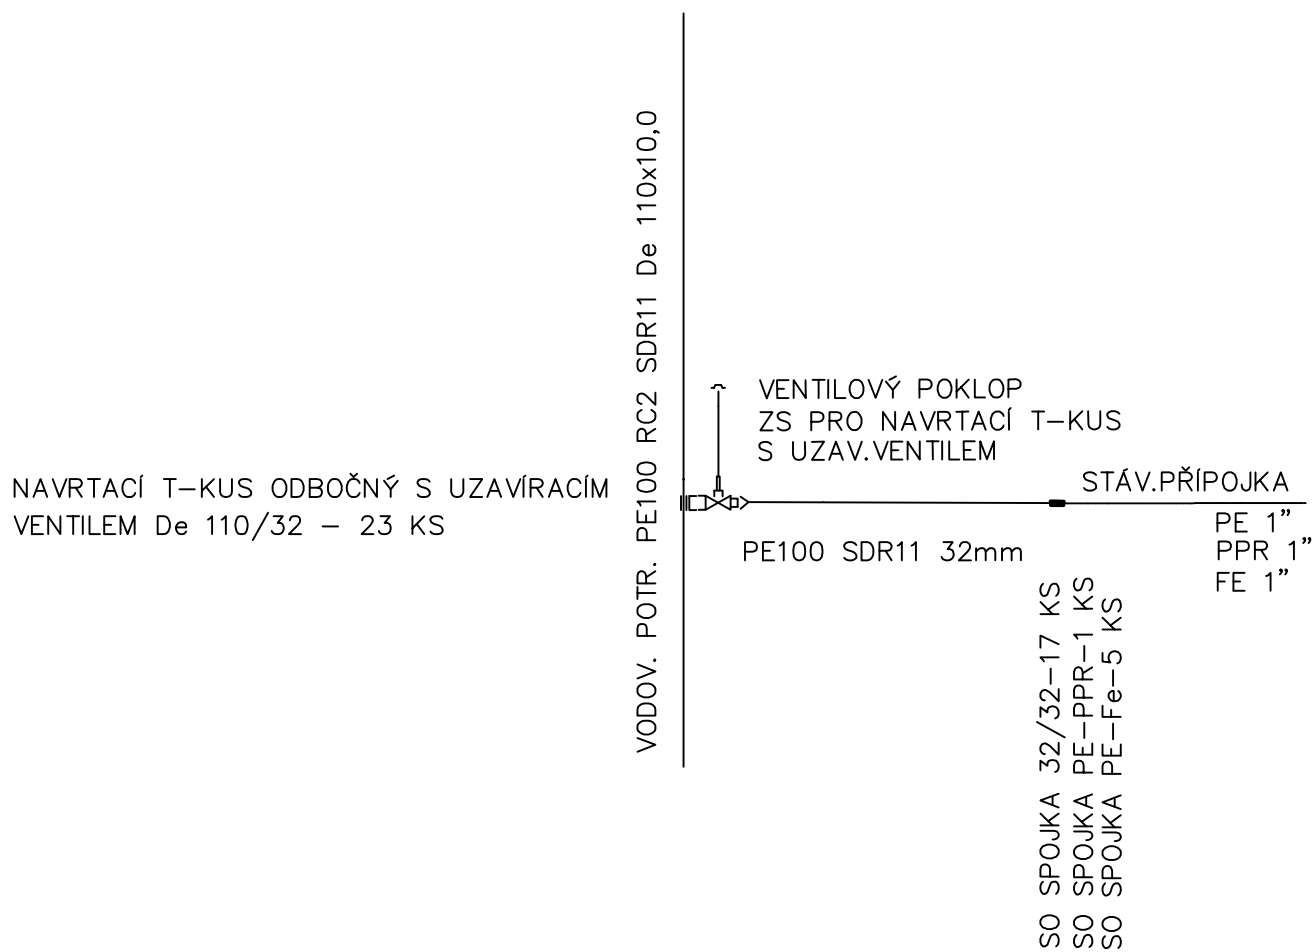 NAVRTACÍ T-KUS ODBOČNÝ S UZAVÍRACÍM
VENTILEM De 110/32 - 23 KS
VODOV. POTR. PE100 RC2 SDR11 De 110x10,0
VENTILOVÝ POKLOP
ZS PRO NAVRTACÍ T-KUS
S UZAV.VENTILEM
STÁV.PŘÍPOJKA
PE 1"
PPR 1"
FE 1"
PE100 SDR11 32mm
SO SPOJKA 32/32-17 KS
SO SPOJKA PE-PPR-1 KS
SO SPOJKA PE-Fe-5 KS